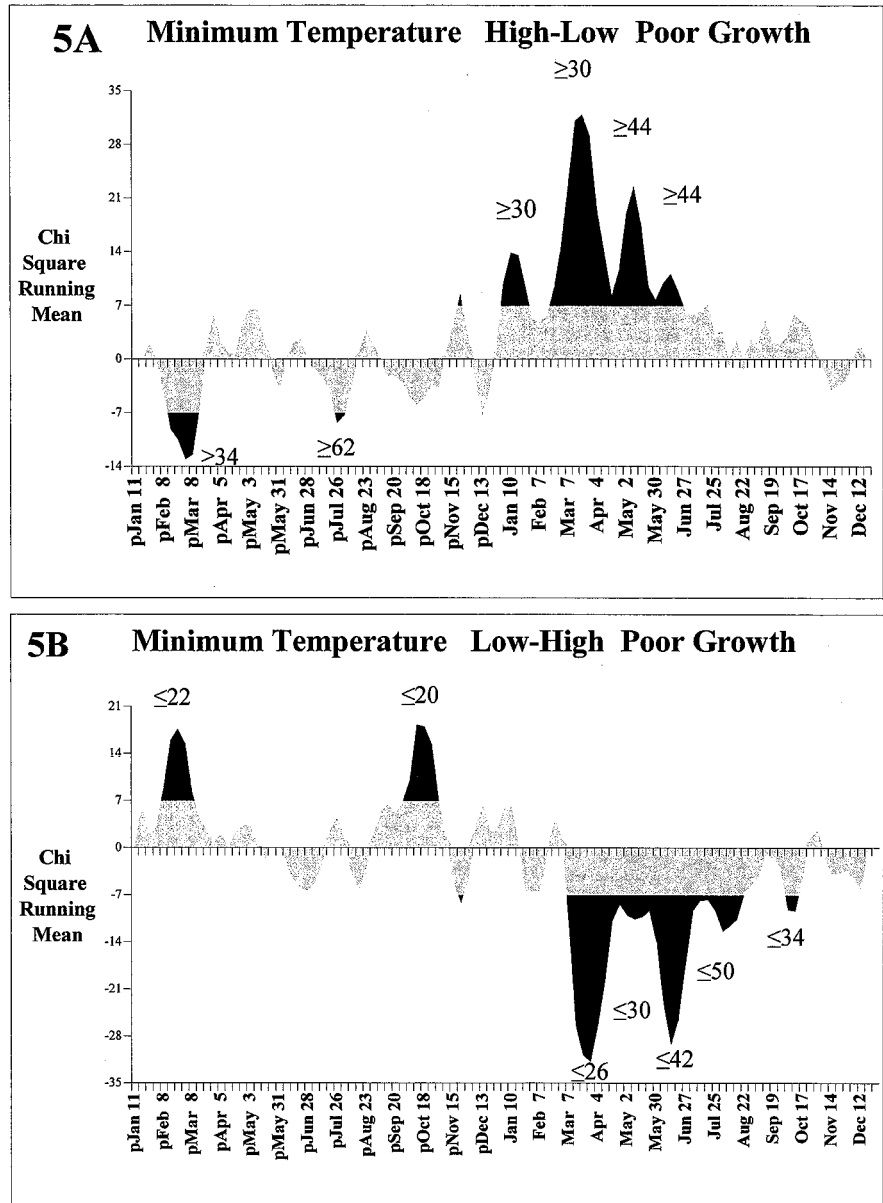 5A Minimum Temperature High-Low Poor Growth
≥30
35
≥44
28
≥44
21
≥30
Chi
Square
Running
Mean
14
7
0
-7
-14
>34
≥62
pJan 11 pFeb 8 pMar 8 pApr 5 pMay 3 pMay 31 pJun 28 pJul 26 pAug 23 pSep 20 pOct 18 pNov 15 pDec 13 Jan 10 Feb 7 Mar 7 Apr 4 May 2 May 30 Jun 27 Jul 25 Aug 22 Sep 19 Oct 17 Nov 14 Dec 12
5B Minimum Temperature Low-High Poor Growth
≤22
≤20
21
14
7
0
Chi
Square
Running
Mean
-7
-14
-21
-28
-35
≤34
≤50
≤30
≤42
≤26
pJan 11 pFeb 8 pMar 8 pApr 5 pMay 3 pMay 31 pJun 28 pJul 26 pAug 23 pSep 20 pOct 18 pNov 15 pDec 13 Jan 10 Feb 7 Mar 7 Apr 4 May 2 May 30 Jun 27 Jul 25 Aug 22 Sep 19 Oct 17 Nov 14 Dec 12